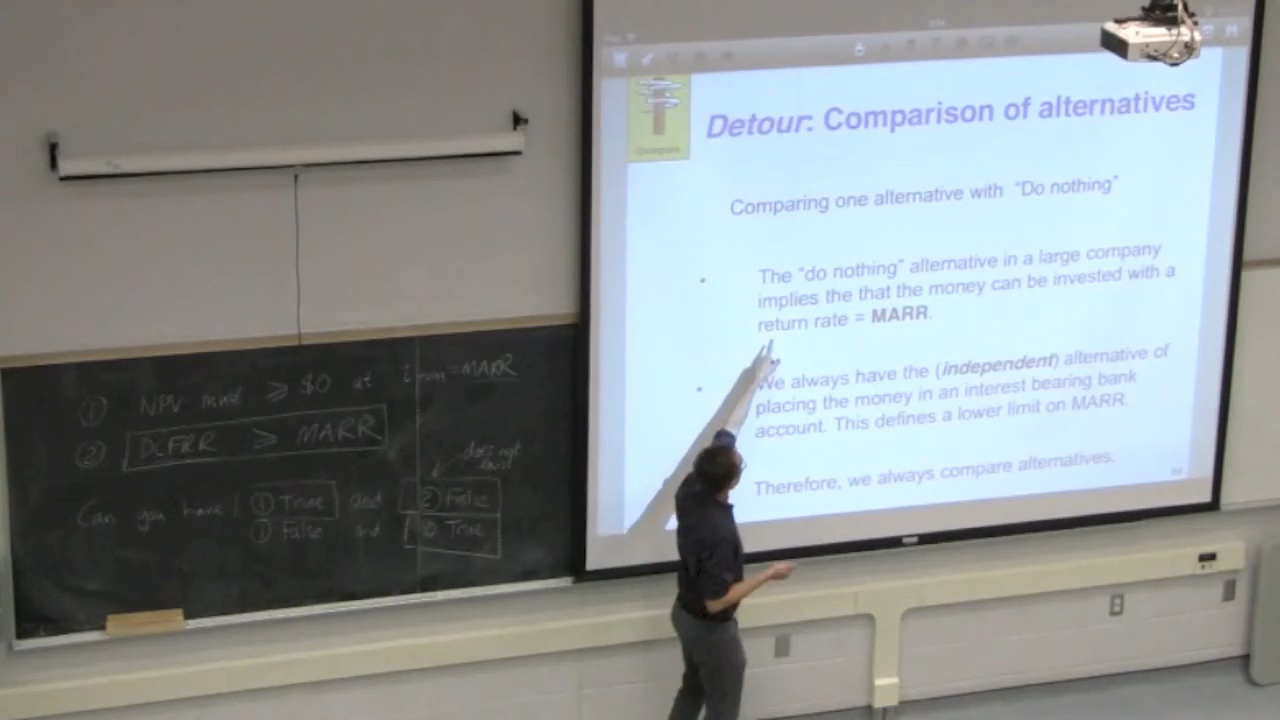 Compare
Detour: Comparison of alternatives
Comparing one alternative with "Do nothing"
• The "do nothing" alternative in a large company
implies the that the money can be invested with a
return rate = MARR.
• We always have the (independent) alternative of
placing the money in an interest bearing bank
account. This defines a lower limit on MARR.
Therefore, we always compare alternatives.
① NPV must ≥ $0 at i = MARR
② DCFRR ≥ MARR
does not
Can you have ① True and ② False
① False and ② True